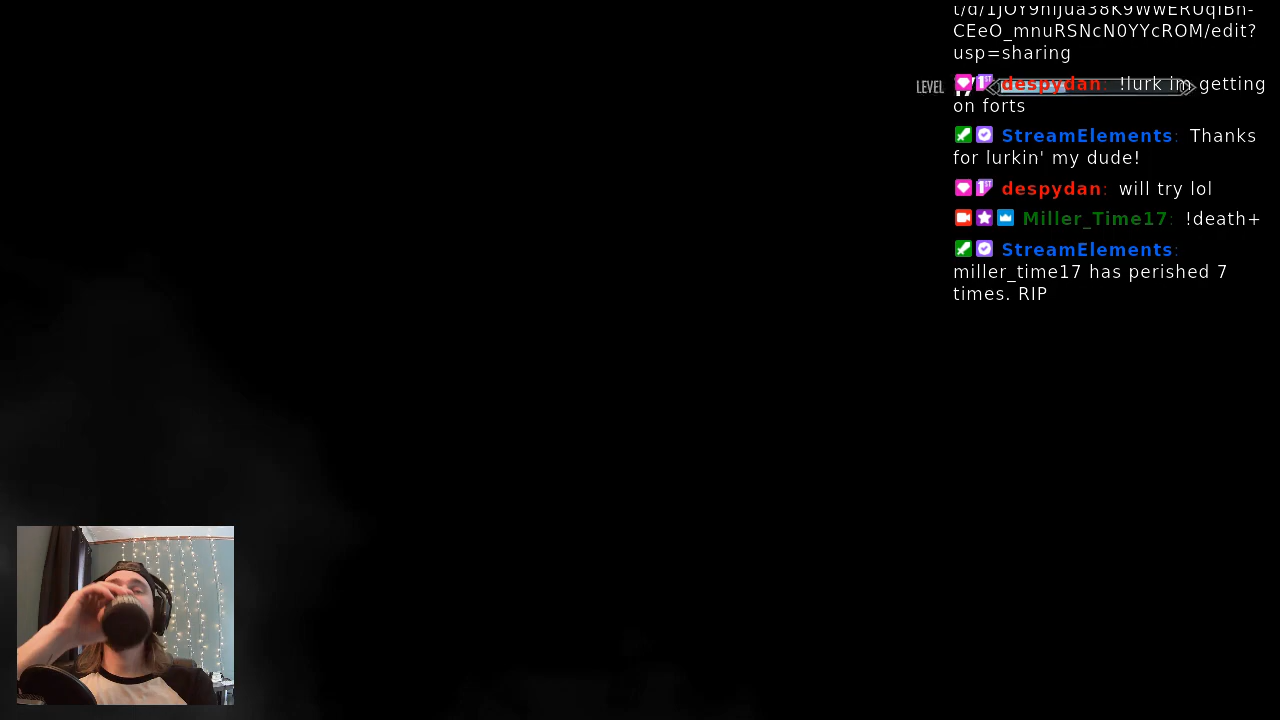 CEeO_mnuRSNcN0YYcROM/edit?
usp=sharing
LEVEL
despydan: !lurk im getting
on forts
StreamElements: Thanks
for lurkin' my dude!
despydan: will try lol
Miller_Time17: !death+
StreamElements:
miller_time17 has perished 7
times. RIP